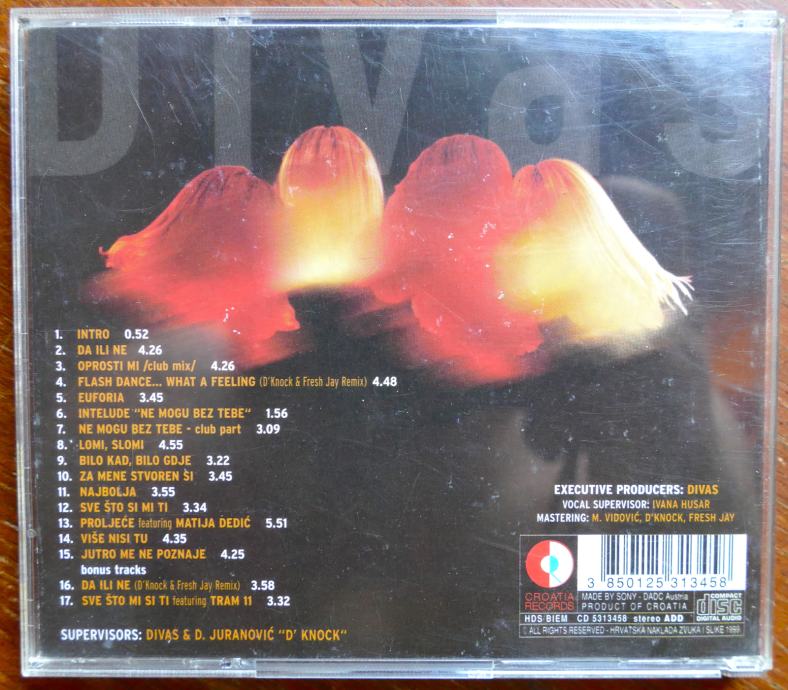 DIVaS
1. INTRO 0.52
2. DA ILI NE 4.26
3. OPROSTI MI /club mix/ 4.26
4. FLASH DANCE... WHAT A FEELING (D'Knock & Fresh Jay Remix) 4.48
5. EUFORIA 3.45
6. INTELUDE "NE MOGU BEZ TEBE" 1.56
7. NE MOGU BEZ TEBE - club part 3.09
8. LOMI, SLOMI 4.55
9. BILO KAD, BILO GDJE 3.22
10. ZA MENE STVOREN ŠI 3.45
11. NAJBOLJA 3.55
12. SVE ŠTO SI MI TI 3.34
13. PROLJEĆE featuring MATIJA DEDIĆ 5.51
14. VIŠE NISI TU 4.35
15. JUTRO ME NE POZNAJE 4.25
bonus tracks
16. DA ILI NE (D'Knock & Fresh Jay Remix) 3.58
17. SVE ŠTO MI SI TI featuring TRAM 11 3.32
SUPERVISORS: DIVAS & D. JURANOVIĆ "D' KNOCK"
EXECUTIVE PRODUCERS: DIVAS
VOCAL SUPERVISOR: IVANA HUSAR
MASTERING: M. VIDOVIĆ, D'KNOCK, FRESH JAY
CROATIA
RECORDS
3 850125 313458
MADE BY SONY - DADC Austria
PRODUCT OF CROATIA
COMPACT
disc
DIGITAL AUDIO
HDS/BIEM CD 5313458 stereo ADD
ALL RIGHTS RESERVED - HRVATSKA NAKLADA ZVUKA I SLIKE 1999